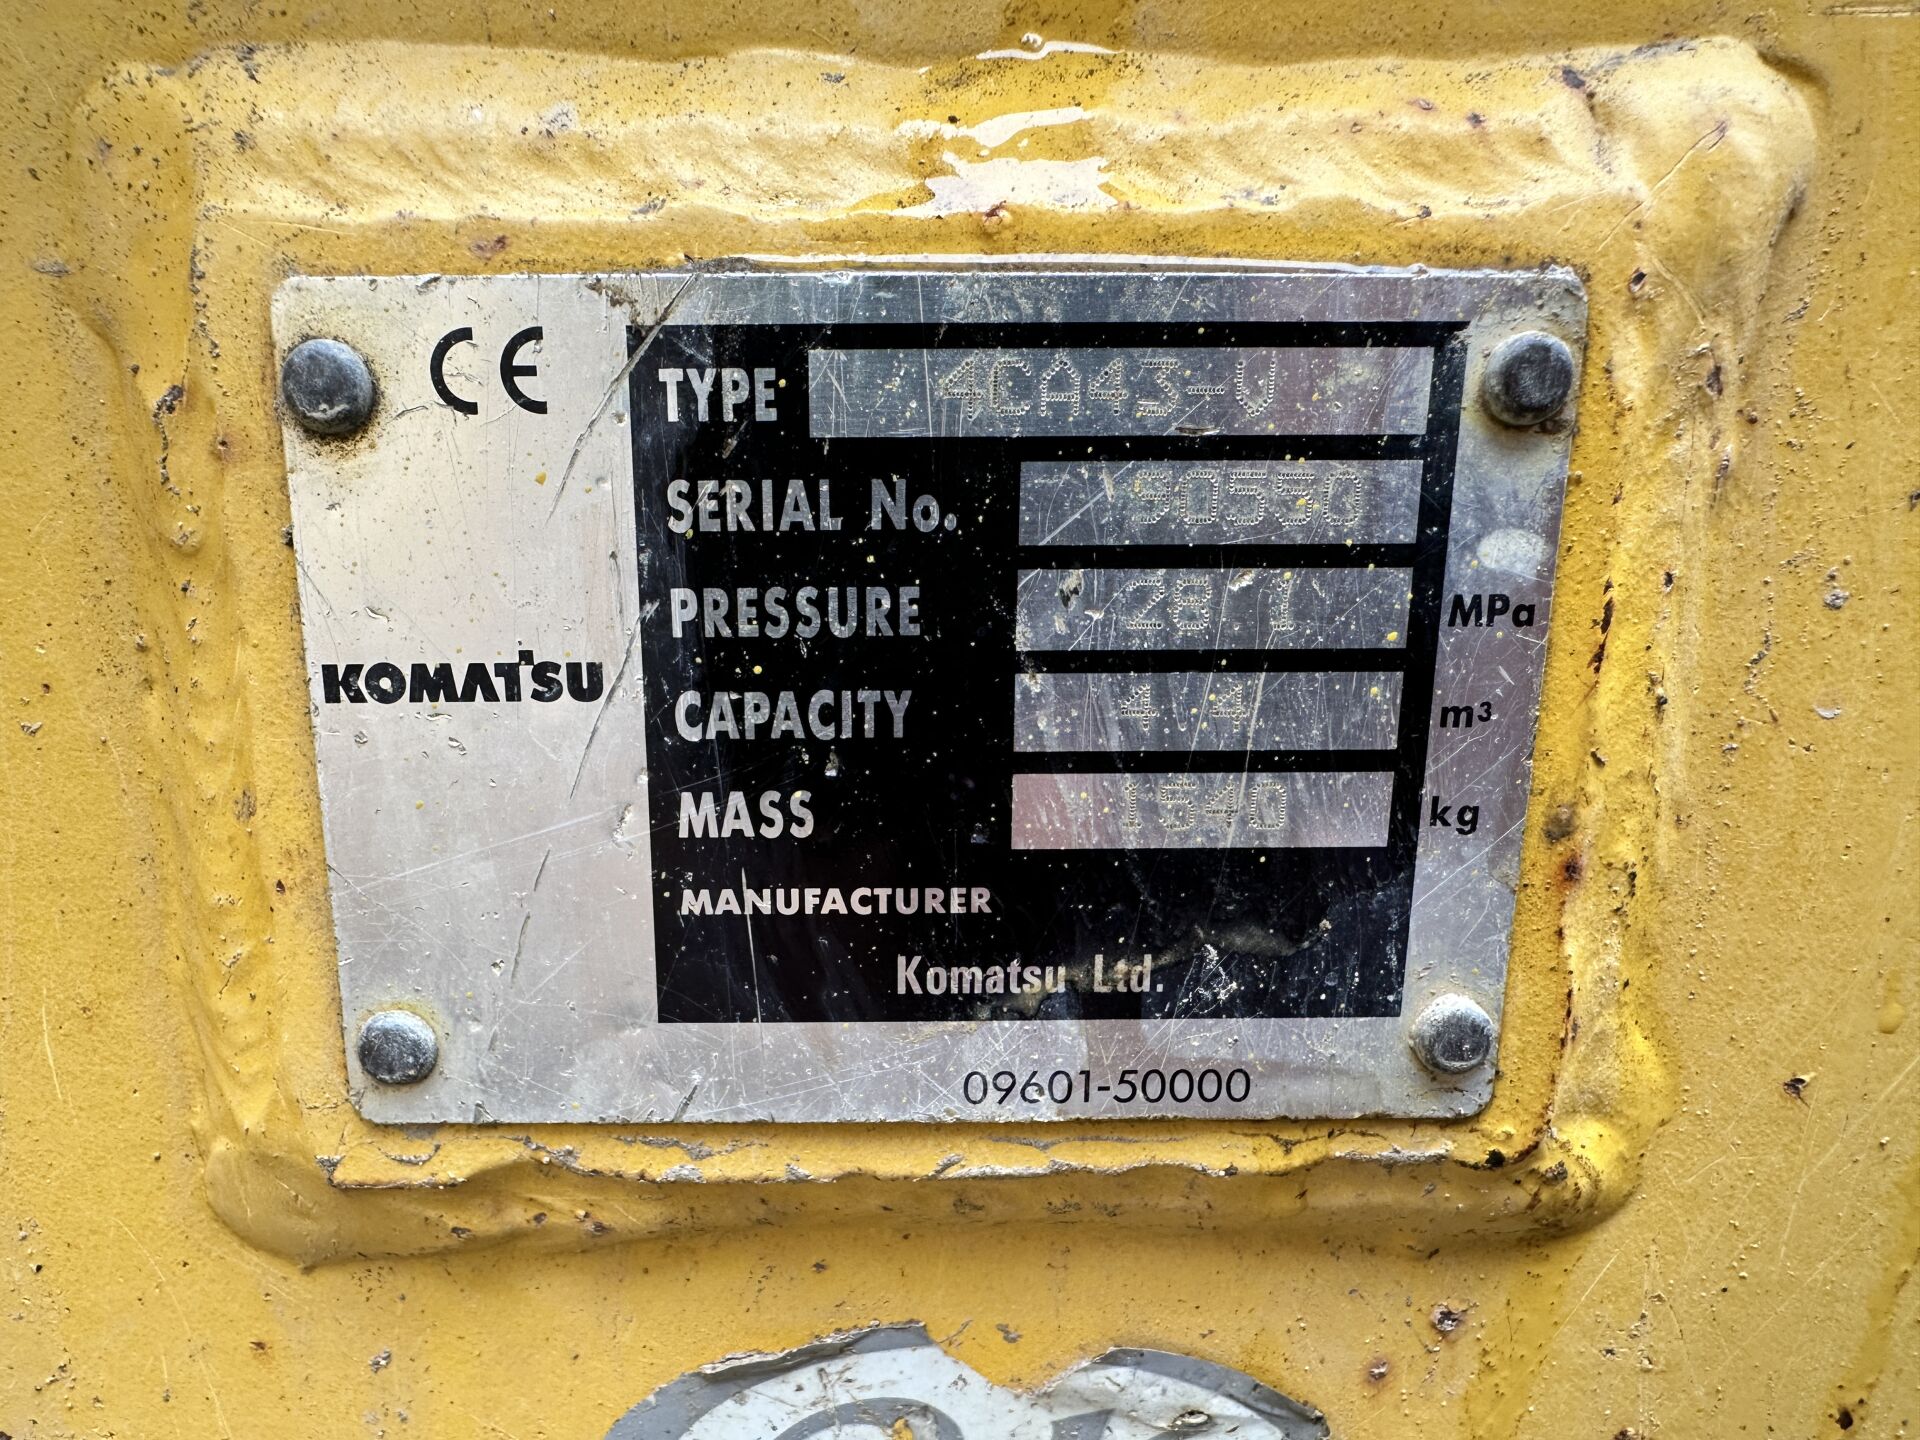 CE
KOMATSU
TYPE 4CA43-V
SERIAL No. 90550
PRESSURE 28.1 MPa
CAPACITY 4.4 m³
MASS 1540 kg
MANUFACTURER
Komatsu Ltd.
09601-50000